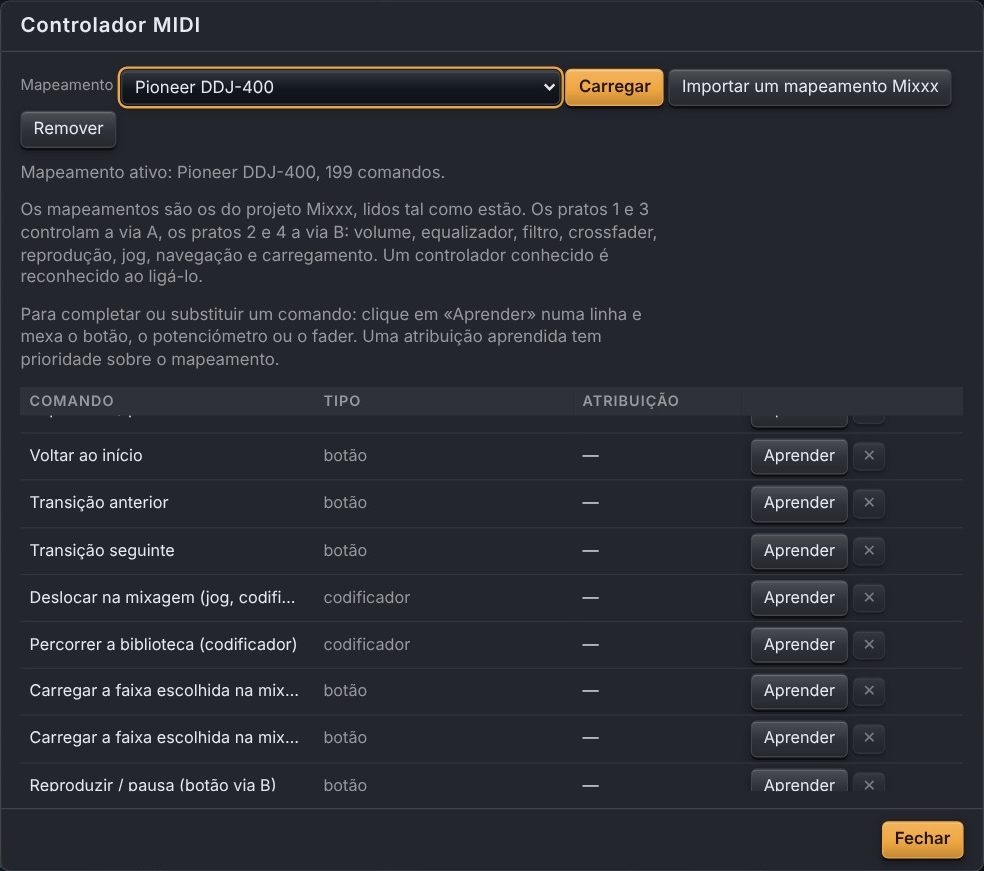 Controlador MIDI
Mapeamento Pioneer DDJ-400 Carregar Importar um mapeamento Mixxx
Remover
Mapeamento ativo: Pioneer DDJ-400, 199 comandos.
Os mapeamentos são os do projeto Mixxx, lidos tal como estão. Os pratos 1 e 3
controlam a via A, os pratos 2 e 4 a via B: volume, equalizador, filtro, crossfader,
reprodução, jog, navegação e carregamento. Um controlador conhecido é
reconhecido ao ligá-lo.
Para completar ou substituir um comando: clique em «Aprender» numa linha e
mexa o botão, o potenciómetro ou o fader. Uma atribuição aprendida tem
prioridade sobre o mapeamento.
COMANDO TIPO ATRIBUIÇÃO
Voltar ao início botão — Aprender ×
Transição anterior botão — Aprender ×
Transição seguinte botão — Aprender ×
Deslocar na mixagem (jog, codifi... codificador — Aprender ×
Percorrer a biblioteca (codificador) codificador — Aprender ×
Carregar a faixa escolhida na mix... botão — Aprender ×
Carregar a faixa escolhida na mix... botão — Aprender ×
Reproduzir / pausa (botão via B) botão — Aprender ×
Fechar